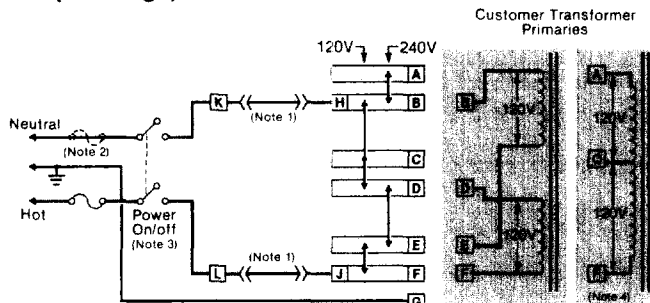 Customer Transformer
Primaries
120V
240V
A
K
H
B
(Note 1)
Neutral
(Note 2)
C
D
Hot
Power
On/off
(Note 3)
E
(Note 1)
L
J
F
G
B
120V
D
E
120V
F
A
120V
120V
(Note 4)